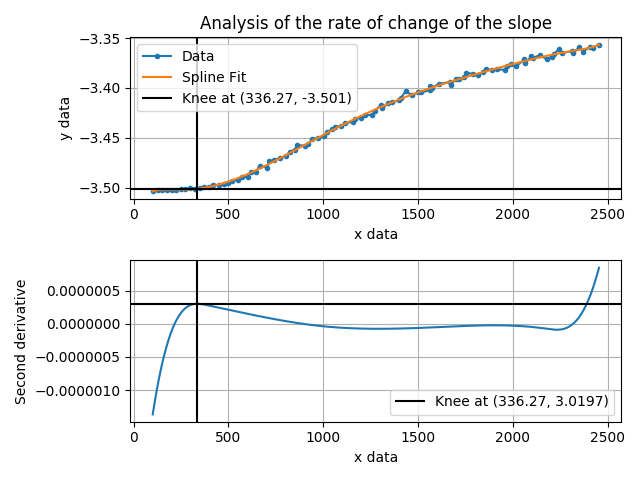 Analysis of the rate of change of the slope
Data
Spline Fit
Knee at (336.27, -3.501)
y data
−3.35
−3.40
−3.45
−3.50
0 500 1000 1500 2000 2500
x data
Second derivative
0.0000005
0.0000000
−0.0000005
−0.0000010
Knee at (336.27, 3.0197)
0 500 1000 1500 2000 2500
x data